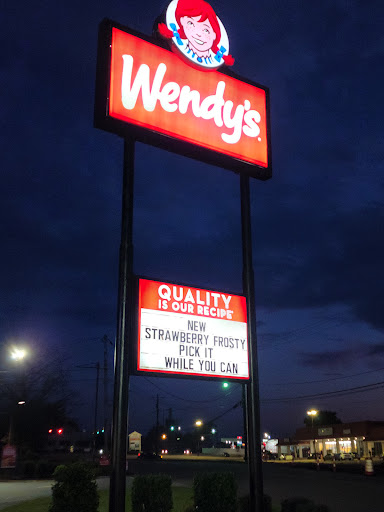 Wendy's
QUALITY
IS OUR RECIPE
NEW
STRAWBERRY FROSTY
PICK IT
WHILE YOU CAN